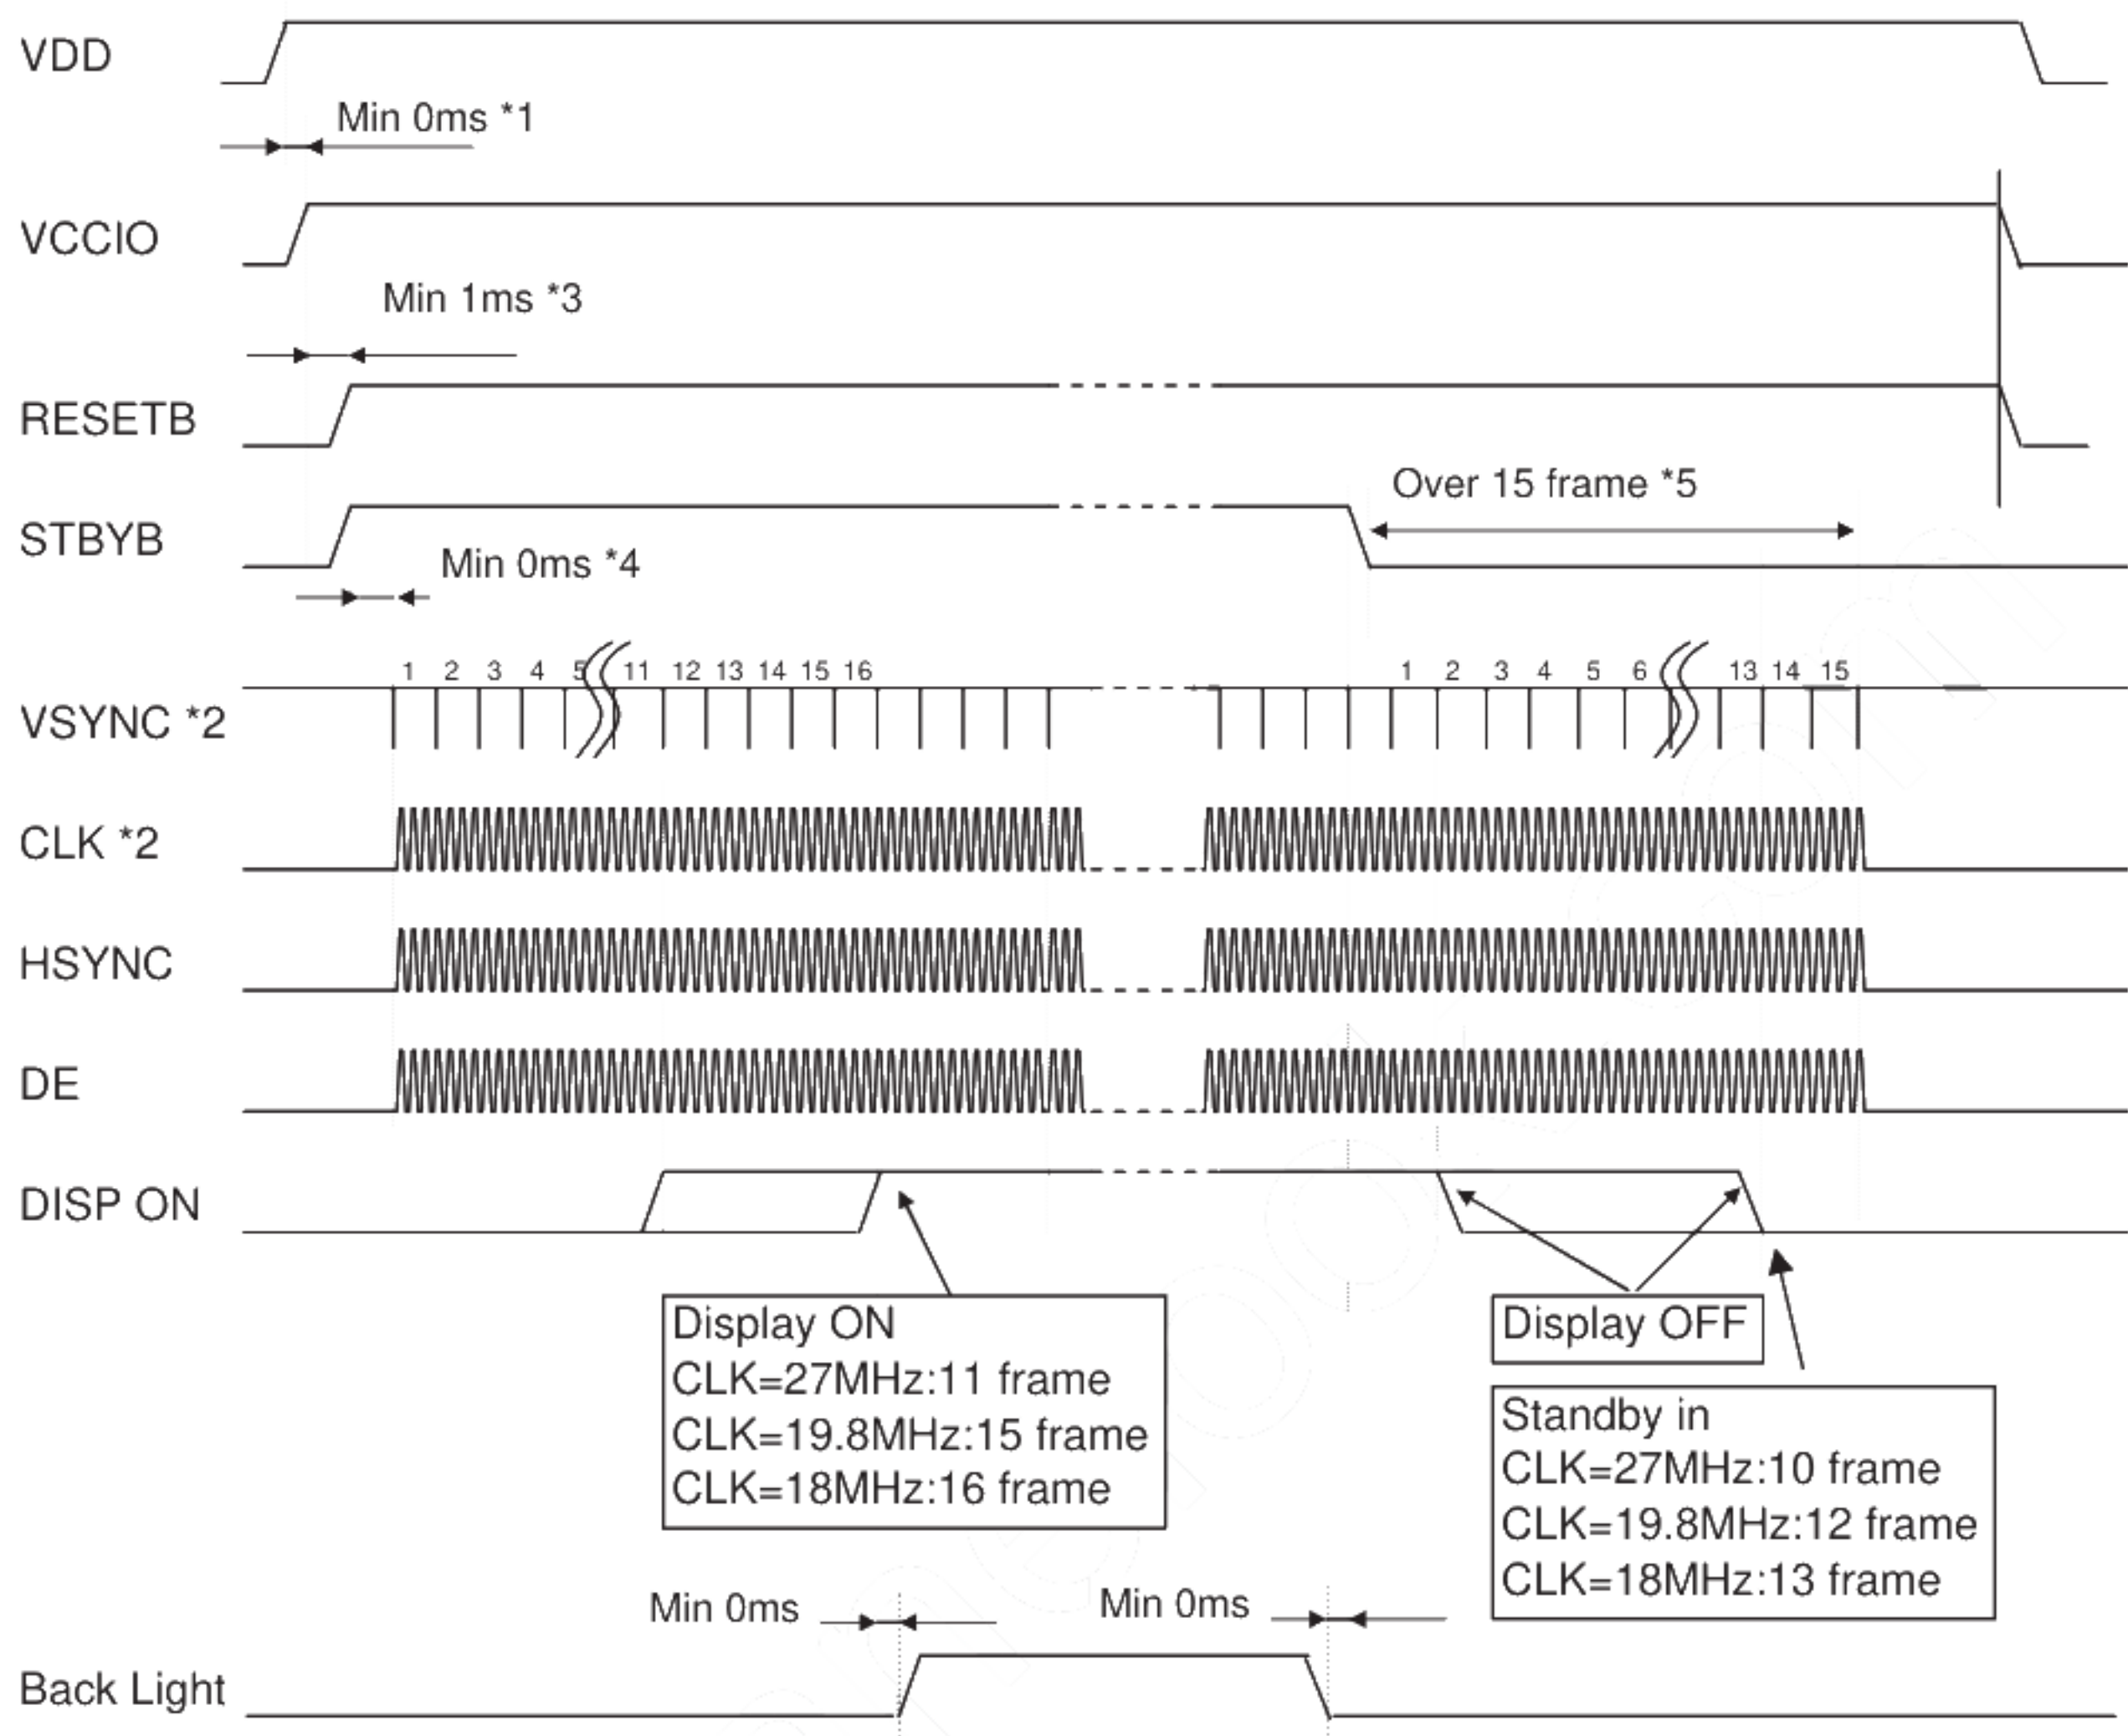 VDD
Min 0ms *1
VCCIO
Min 1ms *3
RESETB
Over 15 frame *5
STBYB
Min 0ms *4
1 2 3 4 5 11 12 13 14 15 16 1 2 3 4 5 6 13 14 15
VSYNC *2
CLK *2
HSYNC
DE
DISP ON
Display ON
CLK=27MHz:11 frame
CLK=19.8MHz:15 frame
CLK=18MHz:16 frame
Display OFF
Standby in
CLK=27MHz:10 frame
CLK=19.8MHz:12 frame
CLK=18MHz:13 frame
Min 0ms Min 0ms
Back Light